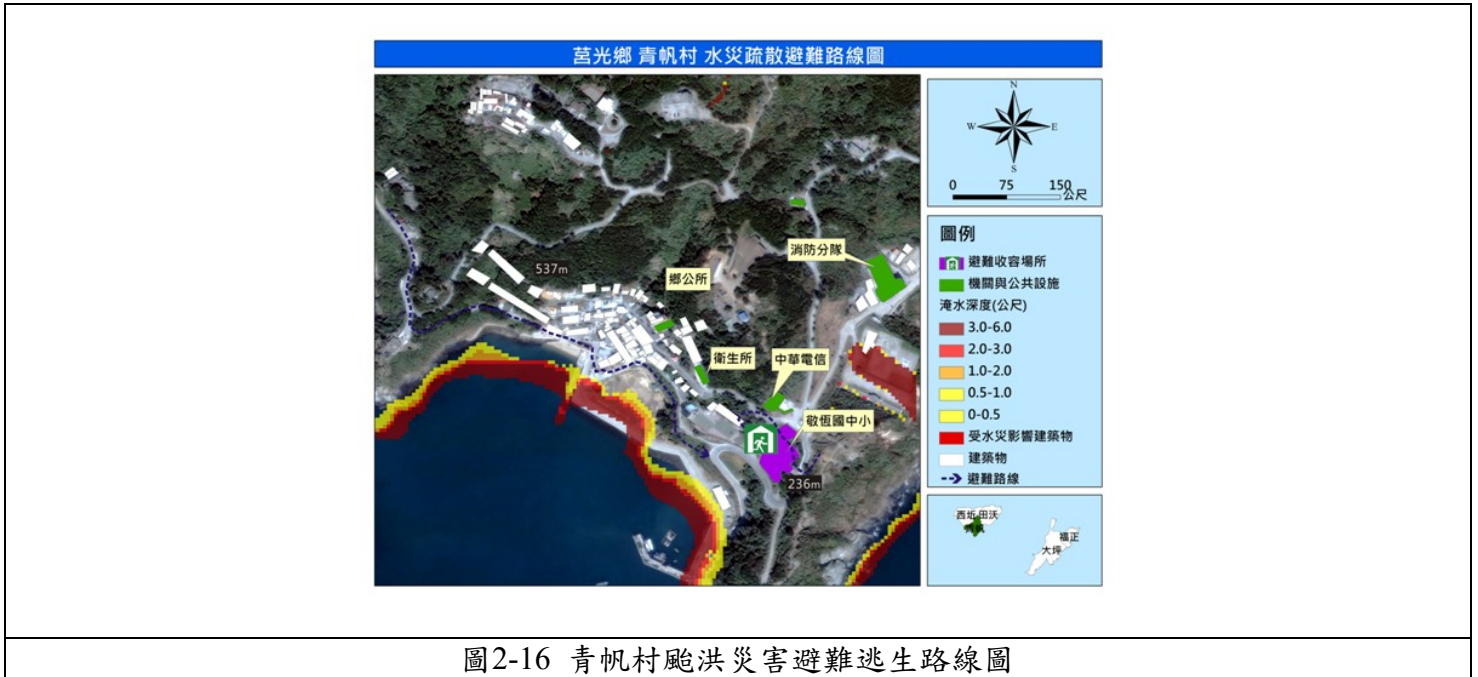 莒光鄉 青帆村 水災疏散避難路線圖
N
W
E
S
0 75 150
公尺
消防分隊
537m
鄉公所
衛生所
中華電信
敬恆國中小
236m
圖例
避難收容場所
機關與公共設施
淹水深度(公尺)
3.0-6.0
2.0-3.0
1.0-2.0
0.5-1.0
0-0.5
受水災影響建築物
建築物
避難路線
西坵 田沃
青帆
福正
大坪
圖2-16 青帆村颱洪災害避難逃生路線圖